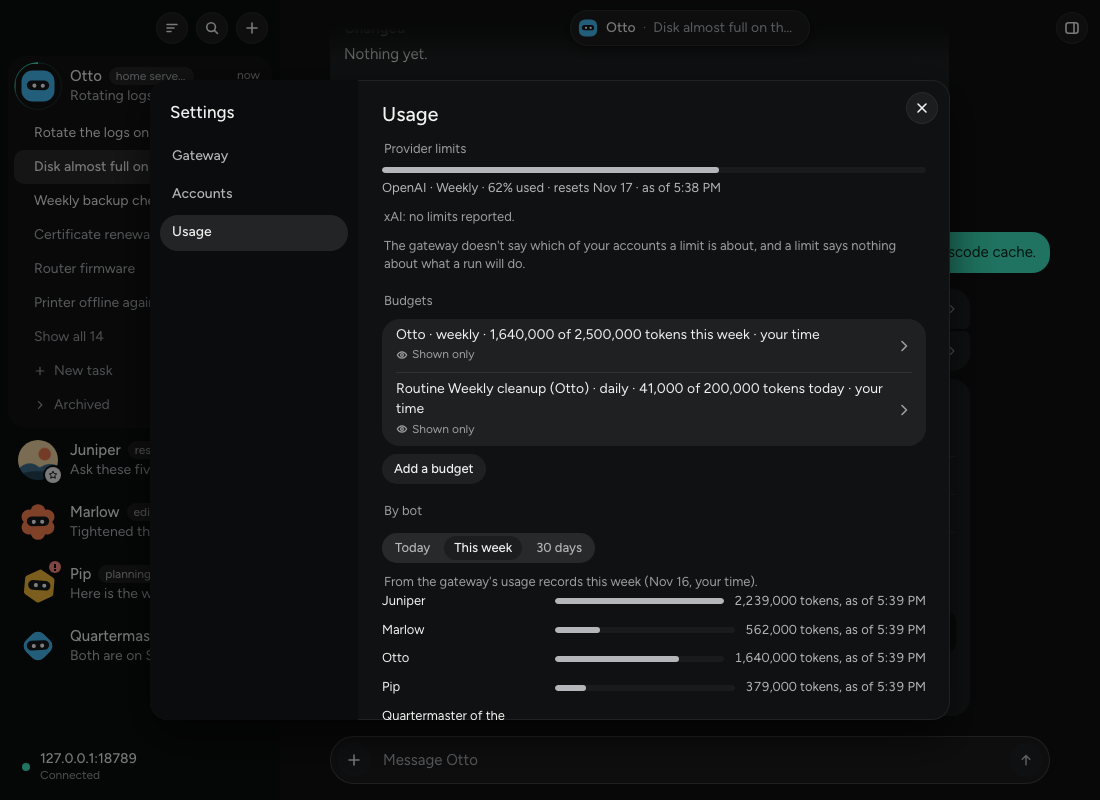 Otto · Disk almost full on th…
Nothing yet.
Otto home serve… now
Rotating logs
Rotate the logs on
Disk almost full on
Weekly backup che
Certificate renewa
Router firmware
Printer offline again
Show all 14
New task
Archived
Juniper res
Ask these fiv
Marlow edi
Tightened th
Pip planning
Here is the w
Quartermas
Both are on S
127.0.0.1:18789
Connected
Settings
Gateway
Accounts
Usage
Usage
Provider limits
OpenAI · Weekly · 62% used · resets Nov 17 · as of 5:38 PM
xAI: no limits reported.
The gateway doesn't say which of your accounts a limit is about, and a limit says nothing
about what a run will do.
Budgets
Otto · weekly · 1,640,000 of 2,500,000 tokens this week · your time
Shown only
Routine Weekly cleanup (Otto) · daily · 41,000 of 200,000 tokens today · your
time
Shown only
Add a budget
By bot
Today This week 30 days
From the gateway's usage records this week (Nov 16, your time).
Juniper 2,239,000 tokens, as of 5:39 PM
Marlow 562,000 tokens, as of 5:39 PM
Otto 1,640,000 tokens, as of 5:39 PM
Pip 379,000 tokens, as of 5:39 PM
Quartermaster of the
scode cache.
Message Otto